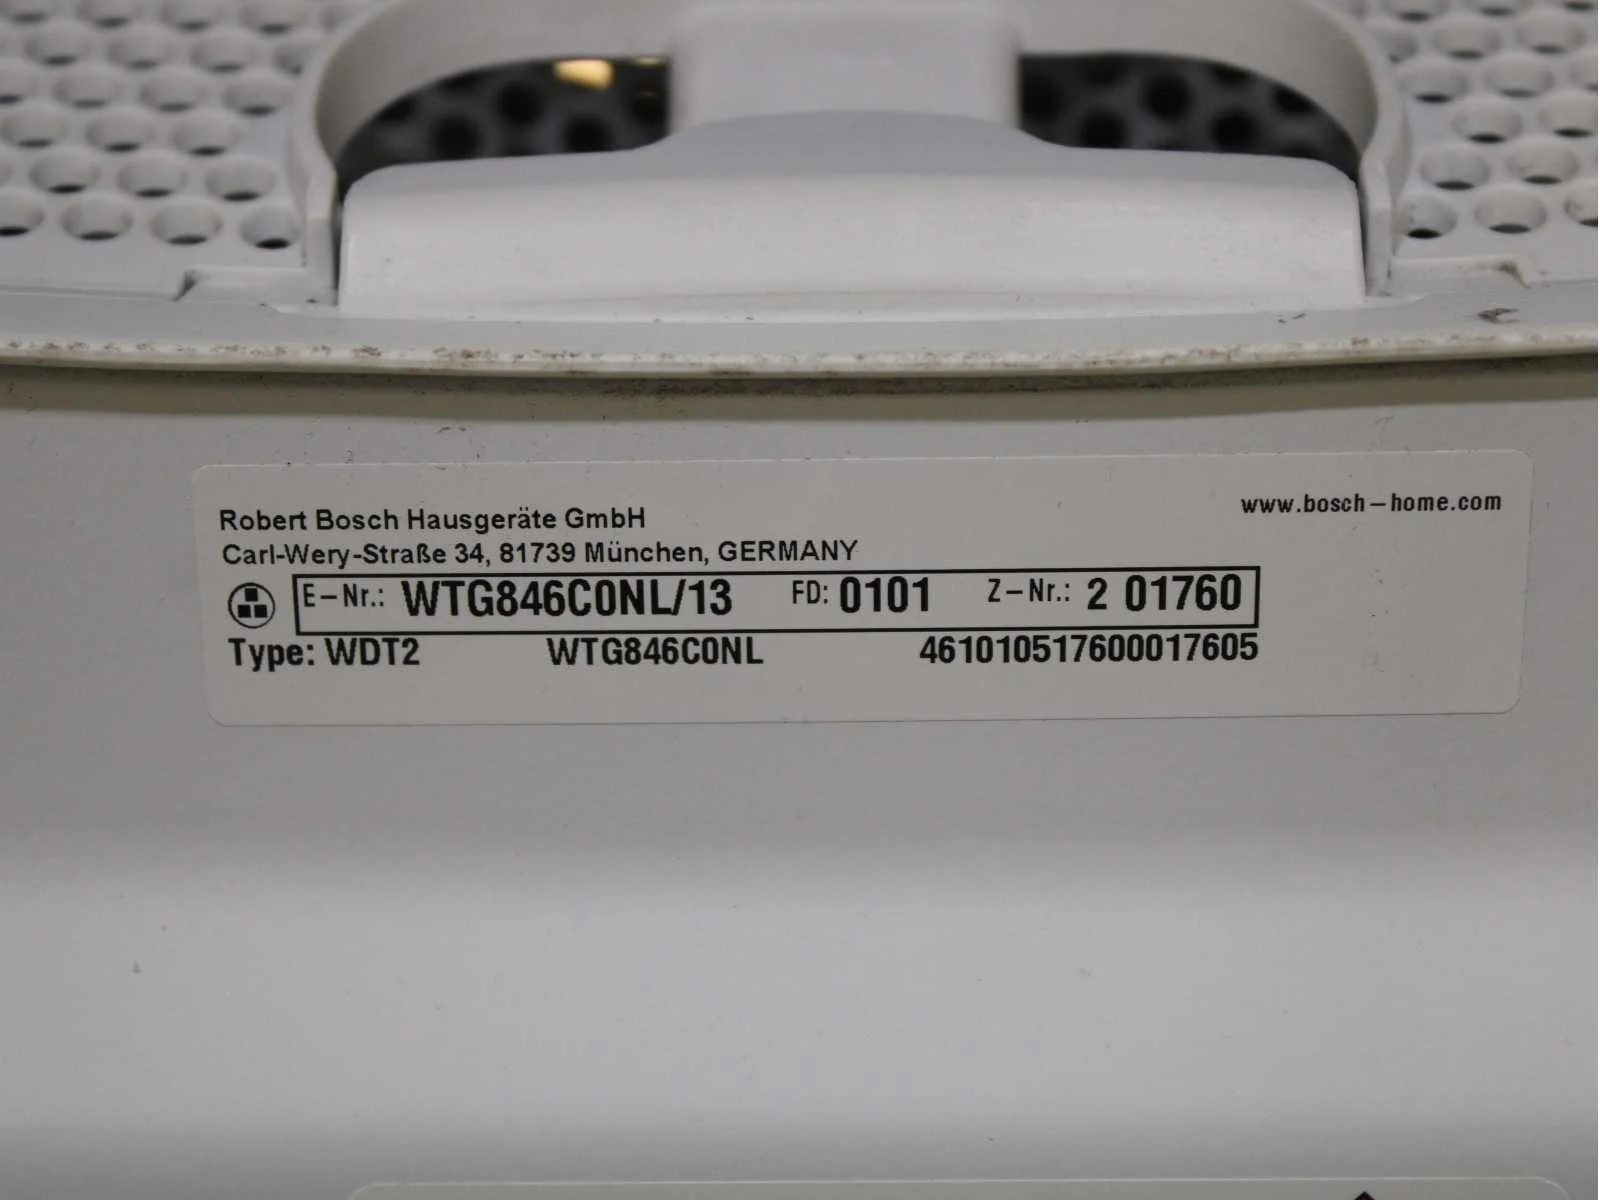 Robert Bosch Hausgeräte GmbH
www.bosch-home.com
Carl-Wery-Straße 34, 81739 München, GERMANY
E-Nr.: WTG846C0NL/13 FD: 0101 Z-Nr.: 2 01760
Type: WDT2 WTG846C0NL 461010517600017605